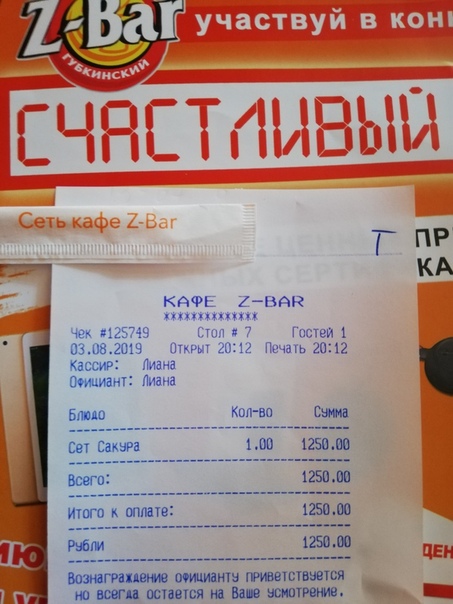 Z-Bar
участвуй в
ГУБКИНСКИЙ
СЧАСТЛИВЫЙ
Сеть кафе Z-Bar
Т
КАФЕ Z-BAR
**************
Чек #125749 Стол # 7 Гостей 1
03.08.2019 Открыт 20:12 Печать 20:12
Кассир: Лиана
Официант: Лиана
Блюдо Кол-во Сумма
Сет Сакура 1.00 1250.00
Всего: 1250.00
Итого к оплате: 1250.00
Рубли 1250.00
Вознаграждение официанту приветствуется
но всегда остается на Ваше усмотрение.